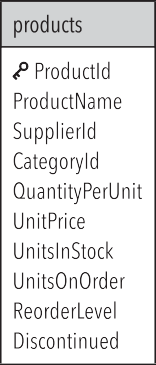 products
ProductId
ProductName
SupplierId
CategoryId
QuantityPerUnit
UnitPrice
UnitsInStock
UnitsOnOrder
ReorderLevel
Discontinued